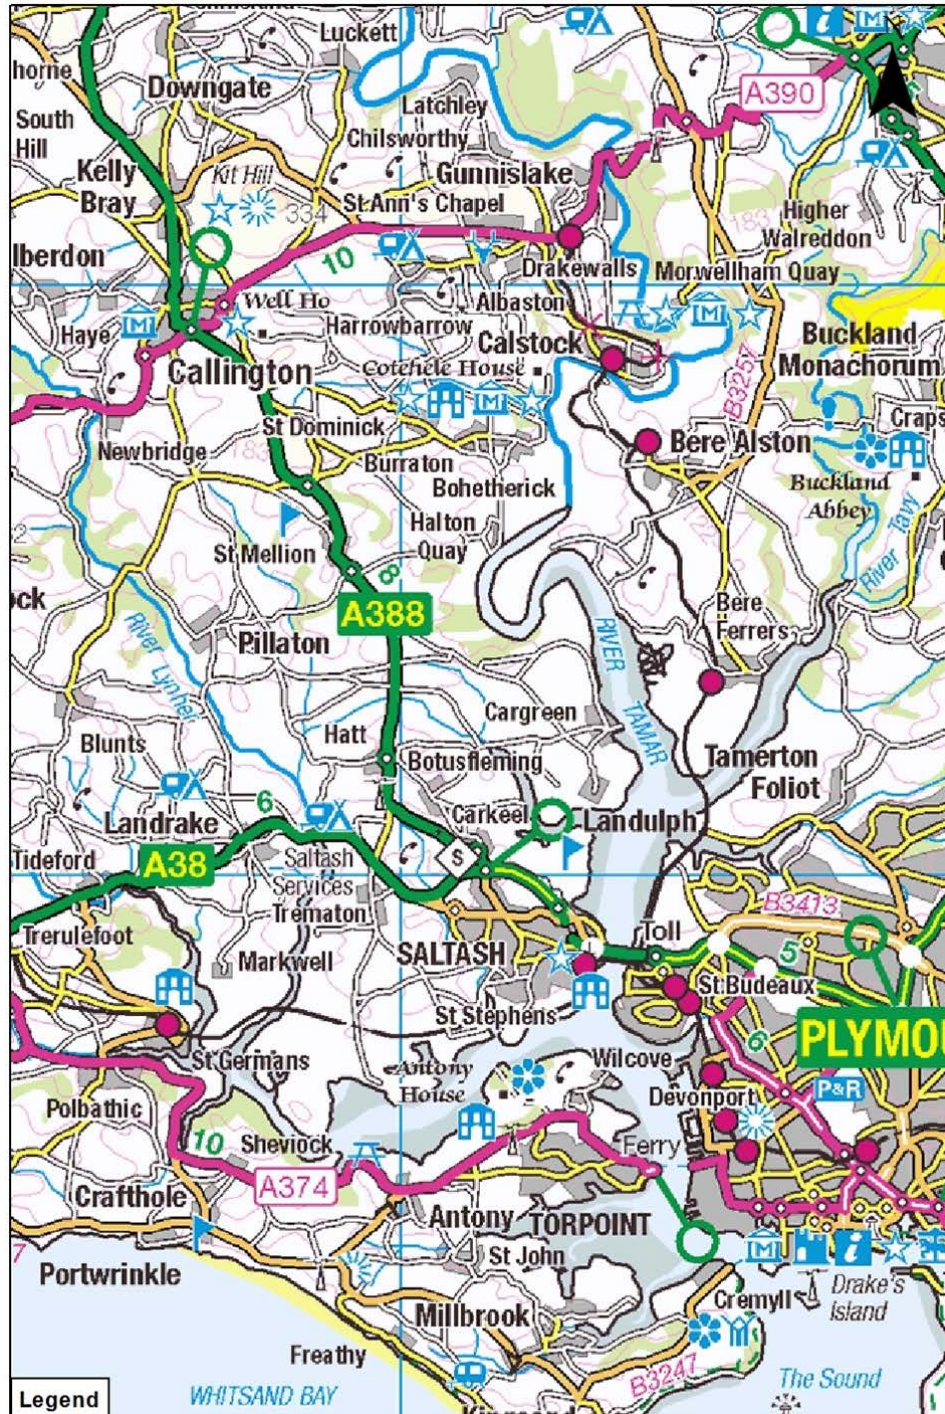 Luckett
horne
Downgate
Latchley
A390
South
Hill
Chilsworthy
Kelly
Bray
Kit Hill
334
Gunnislake
St Ann's Chapel
Higher
Walreddon
lberdon
10
Drakewalls
Morwellham Quay
Well Ho
Albaston
Haye
Harrowbarrow
Calstock
Buckland
Monachorum
Callington
Cotehele House
B3257
St Dominick
Craps
Newbridge
183
Burraton
Bere Alston
Bohetherick
Buckland
Abbey
St Mellion
Halton
Quay
River Tavy
8
ock
A388
Bere
Ferrers
River Lynher
Pillaton
RIVER
TAMAR
Cargreen
Hatt
Blunts
Botusfleming
Tamerton
Foliot
6
Landrake
Carkeel
Landulph
Tideford
A38
Saltash
Services
S
B3413
Trematon
Trerulefoot
Toll
5
Markwell
SALTASH
St Budeaux
St Stephens
PLYMO
6
St Germans
Antony
House
Wilcove
P&R
Polbathic
Devonport
10
Sheviock
Ferry
A374
Crafthole
Antony
TORPOINT
7
St John
Portwrinkle
Drake's
Island
Millbrook
Cremyll
Freathy
The Sound
B3247
Legend
WHITSAND BAY